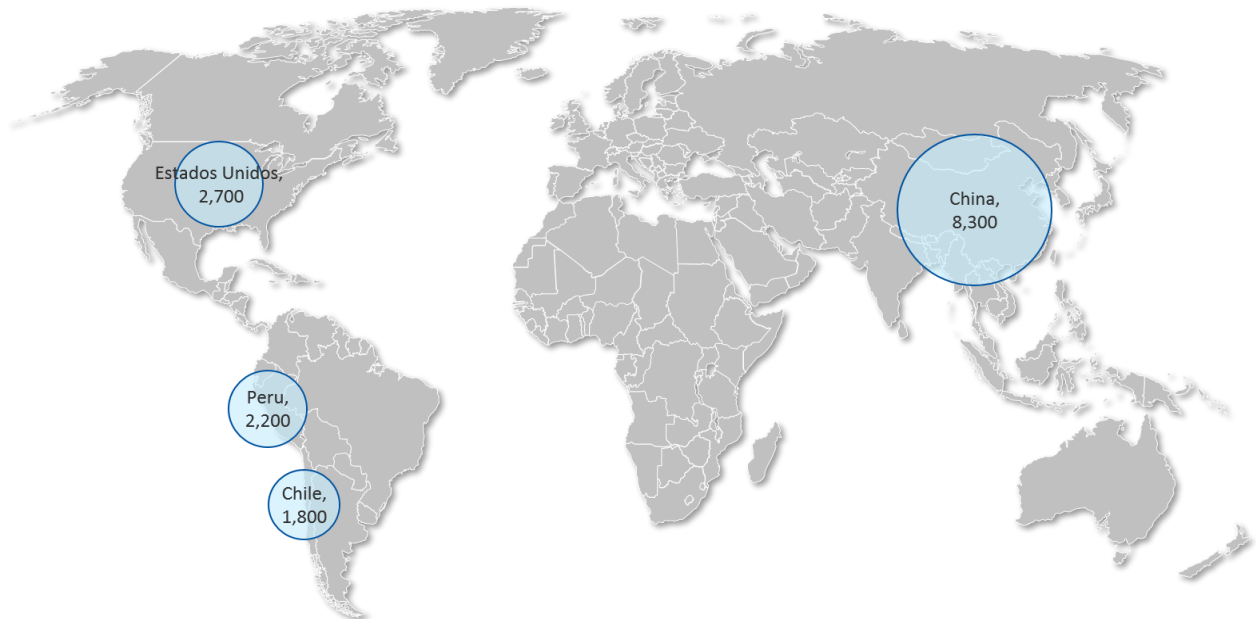 Estados Unidos,
2,700
China,
8,300
Peru,
2,200
Chile,
1,800